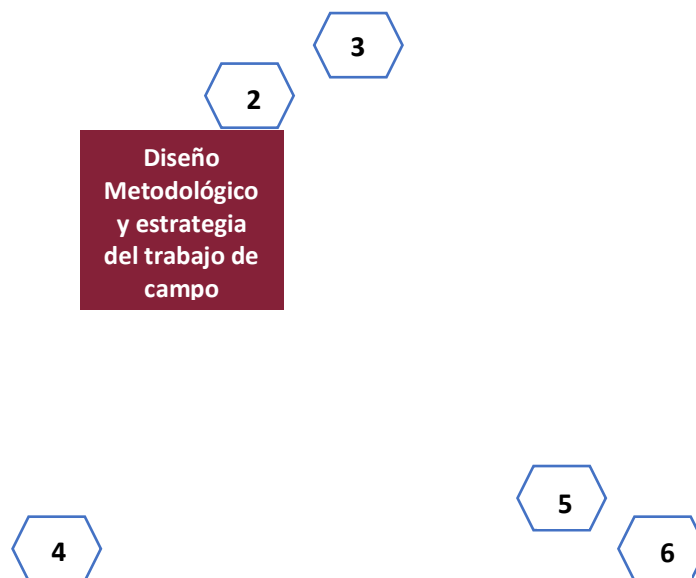 3
2
Diseño
Metodológico
y estrategia
del trabajo de
campo
5
4
6